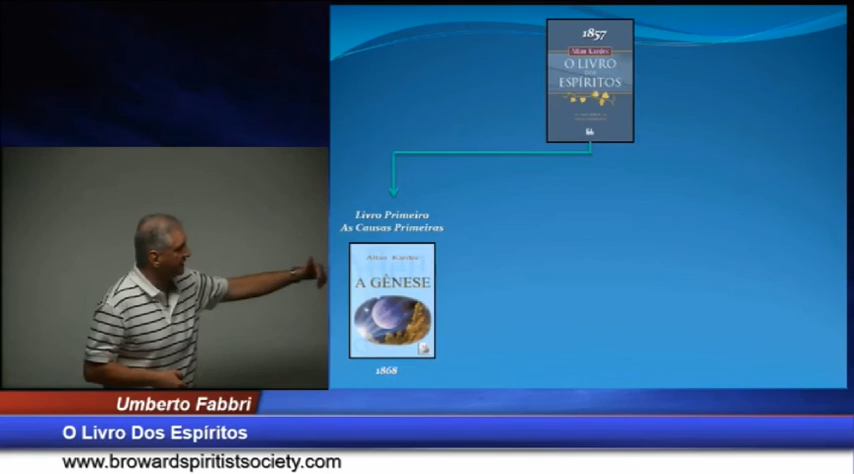 1857
Allan Kardec
O LIVRO
DOS
ESPÍRITOS
Livro Primeiro
As Causas Primeiras
Allan Kardec
A GÊNESE
1868
Umberto Fabbri
O Livro Dos Espíritos
www.browardspiritistsociety.com